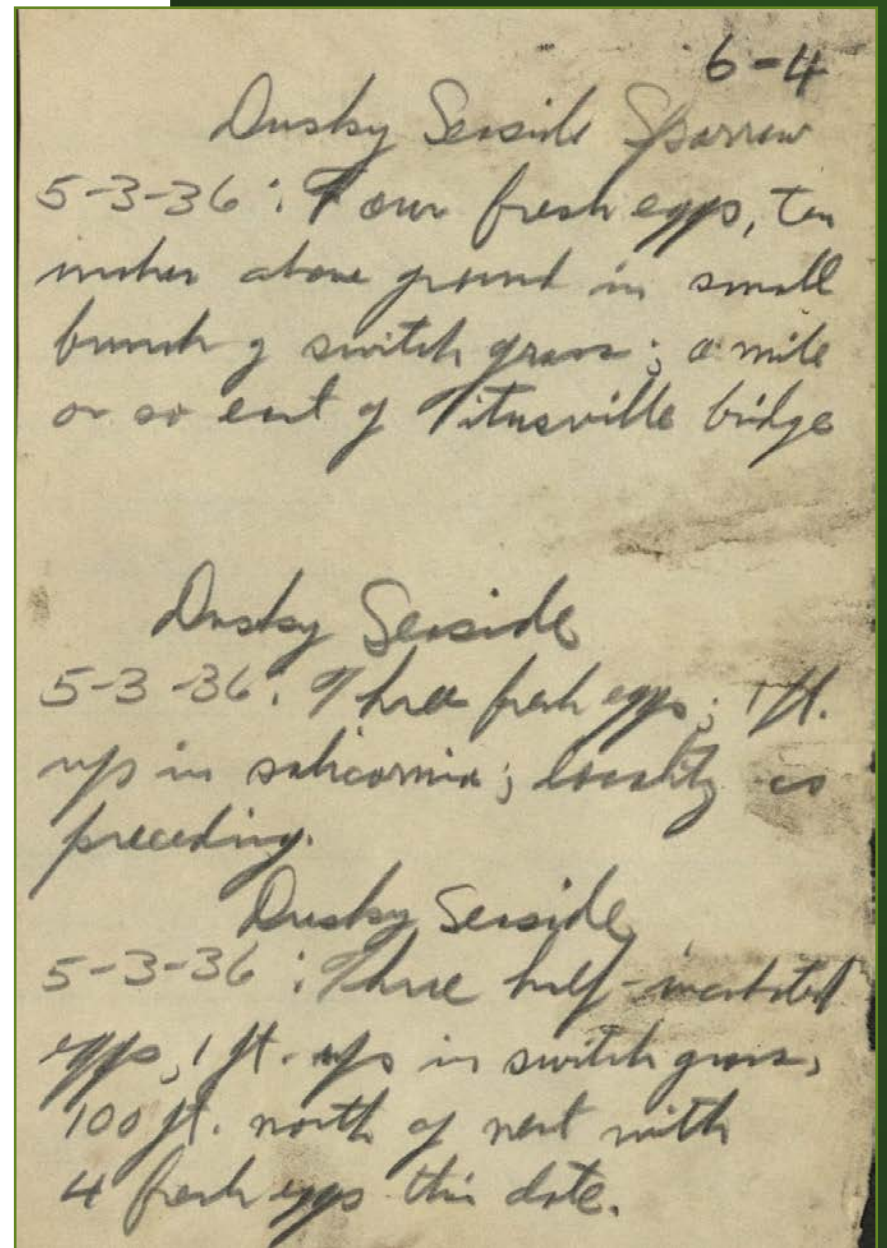 6-4
Dusky Seaside Sparrow
5-3-36: Four fresh eggs, ten
inches above ground in small
bunch of switch grass; a mile
or so east of Titusville bridge
Dusky Seaside
5-3-36: Three fresh eggs; 1 ft.
up in salicornia; locality as
preceding.
Dusky Seaside
5-3-36: Three half-incubated
eggs, 1 ft. up in switch grass,
100 ft. north of nest with
4 fresh eggs this date.